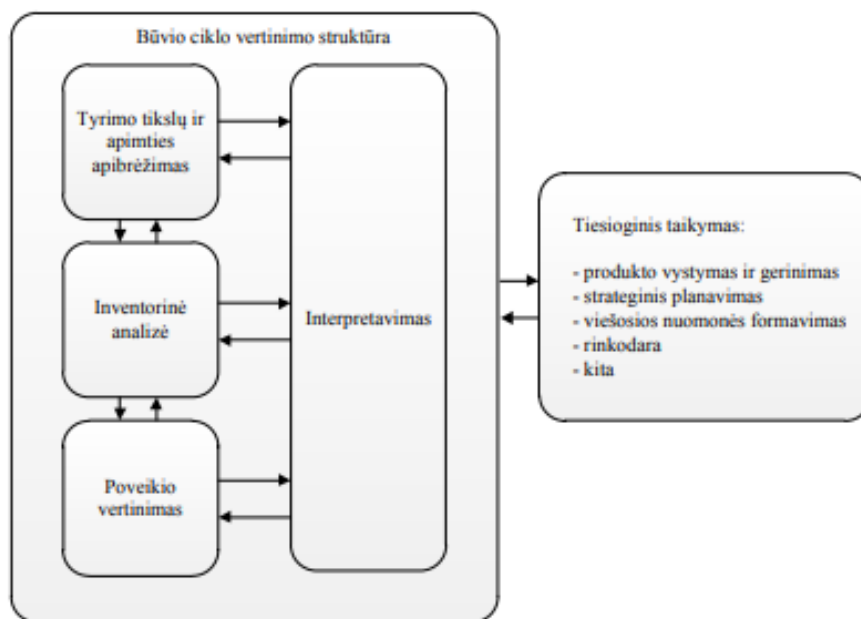 Būvio ciklo vertinimo struktūra
Tyrimo tikslų ir
apimties
apibrėžimas
Inventorinė
analizė
Poveikio
vertinimas
Interpretavimas
Tiesioginis taikymas:
- produkto vystymas ir gerinimas
- strateginis planavimas
- viešosios nuomonės formavimas
- rinkodara
- kita